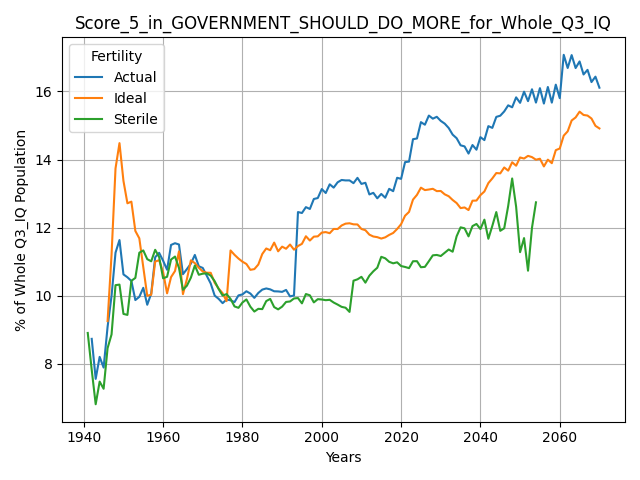 Score_5_in_GOVERNMENT_SHOULD_DO_MORE_for_Whole_Q3_IQ
Fertility
Actual
Ideal
Sterile
% of Whole Q3_IQ Population
16
14
12
10
8
1940
1960
1980
2000
2020
2040
2060
Years